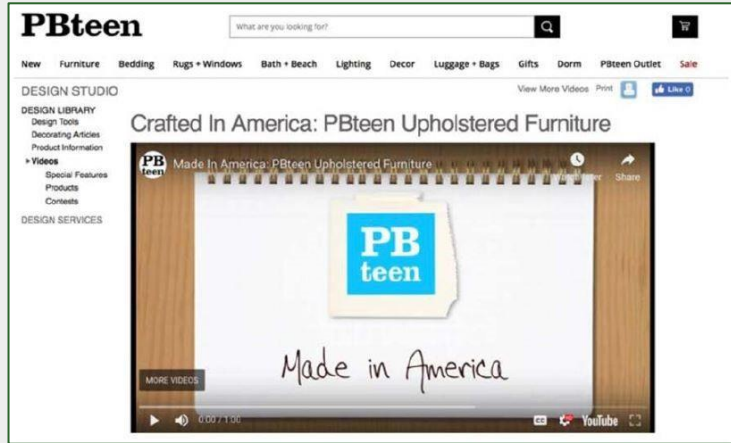 PBteen
What are you looking for?
New Furniture Bedding Rugs + Windows Bath + Beach Lighting Decor Luggage + Bags Gifts Dorm PBteen Outlet Sale
DESIGN STUDIO
View More Videos Print Like 0
DESIGN LIBRARY
Design Tools
Decorating Articles
Product Information
Videos
Special Features
Products
Contests
DESIGN SERVICES
Crafted In America: PBteen Upholstered Furniture
PB
teen
Made In America: PBteen Upholstered Furniture
Share
PB
teen
Made in America
MORE VIDEOS
0:00 / 1:00
CC
YouTube